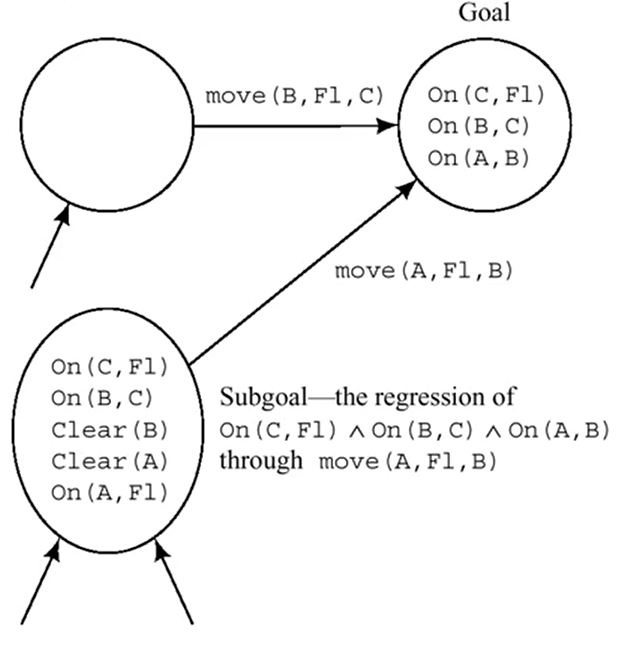 Goal
move(B,Fl,C)
On(C,Fl)
On(B,C)
On(A,B)
move(A,Fl,B)
On(C,Fl)
On(B,C)
Clear(B)
Clear(A)
On(A,Fl)
Subgoal—the regression of
On(C,Fl) ∧ On(B,C) ∧ On(A,B)
through move(A,Fl,B)